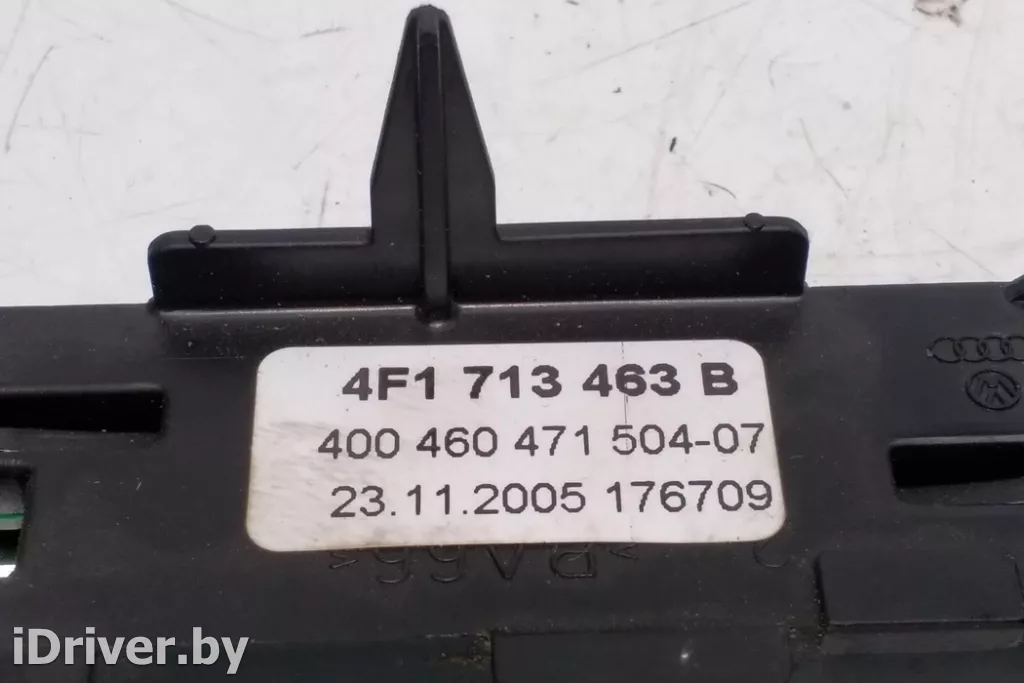 4F1 713 463 B
400 460 471 504-07
23.11.2005 176709
iDriver.by